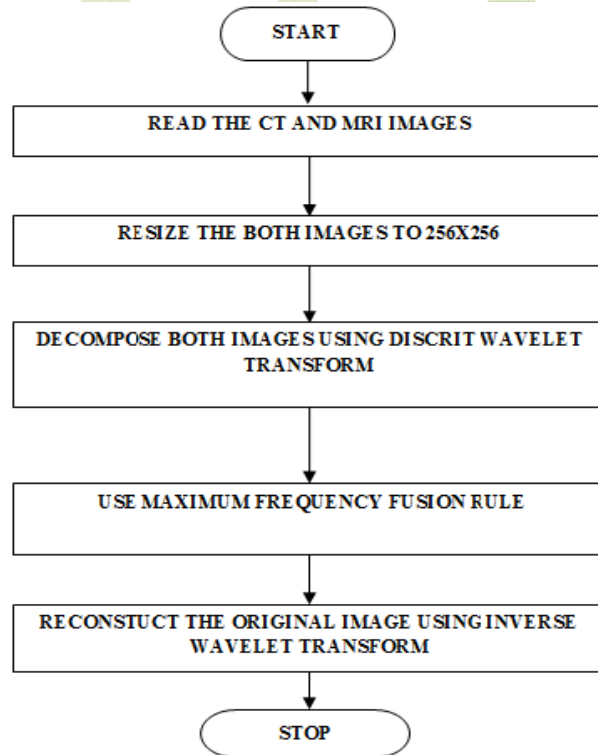 START
READ THE CT AND MRI IMAGES
RESIZE THE BOTH IMAGES TO 256X256
DECOMPOSE BOTH IMAGES USING DISCRIT WAVELET
TRANSFORM
USE MAXIMUM FREQUENCY FUSION RULE
RECONSTUCT THE ORIGINAL IMAGE USING INVERSE
WAVELET TRANSFORM
STOP